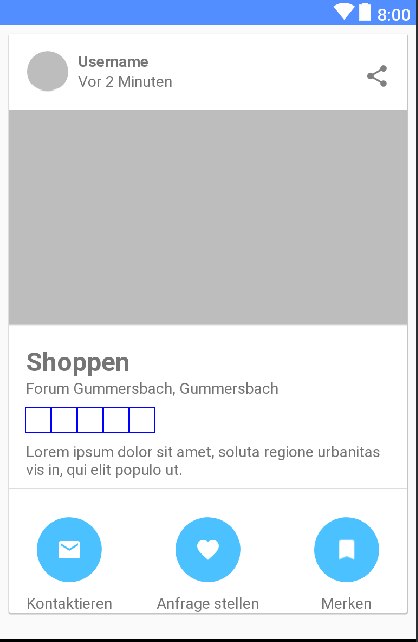 8:00
Username
Vor 2 Minuten
Shoppen
Forum Gummersbach, Gummersbach
Lorem ipsum dolor sit amet, soluta regione urbanitas
vis in, qui elit populo ut.
Kontaktieren Anfrage stellen Merken